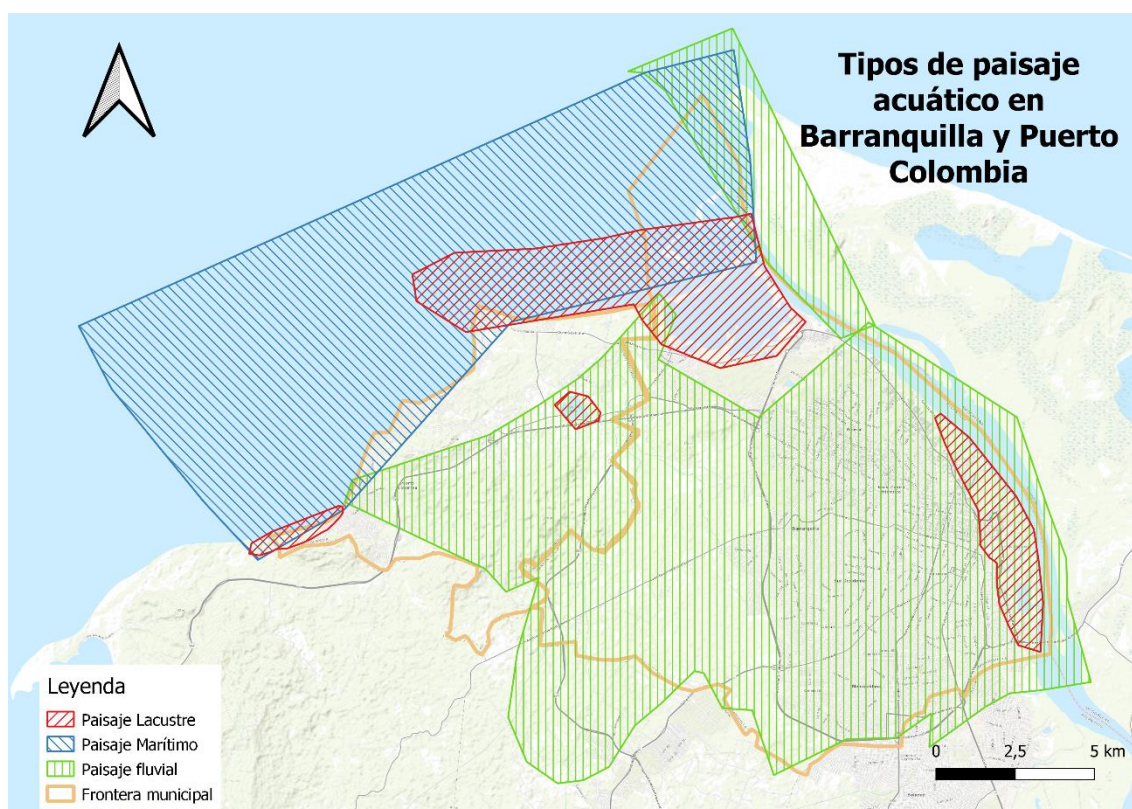 Tipos de paisaje
acuático en
Barranquilla y Puerto
Colombia
Barranquilla
Leyenda
Paisaje Lacustre
Paisaje Marítimo
Paisaje fluvial
Frontera municipal
0 2,5 5 km